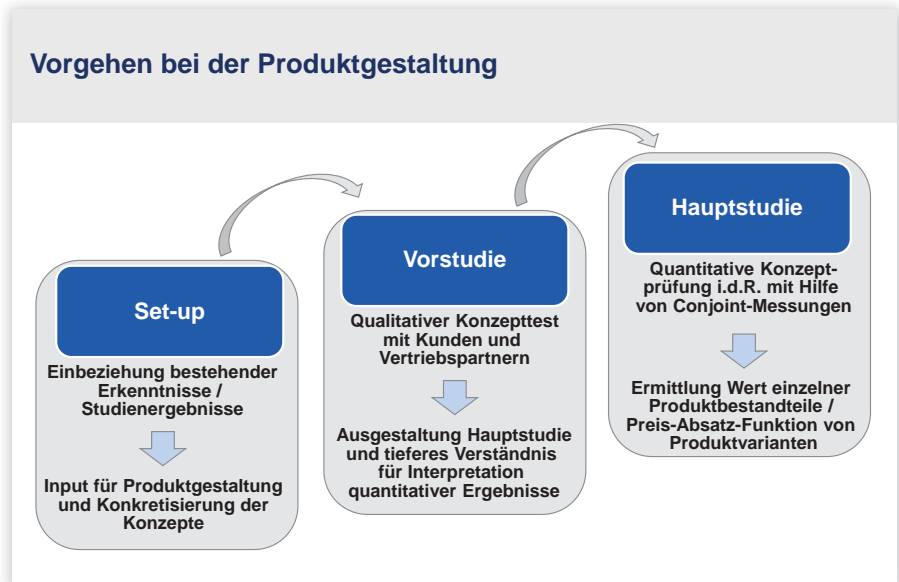 Vorgehen bei der Produktgestaltung
Set-up
Einbeziehung bestehender
Erkenntnisse /
Studienergebnisse
Input für Produktgestaltung
und Konkretisierung der
Konzepte
Vorstudie
Qualitativer Konzepttest
mit Kunden und
Vertriebspartnern
Ausgestaltung Hauptstudie
und tieferes Verständnis
für Interpretation
quantitativer Ergebnisse
Hauptstudie
Quantitative Konzept-
prüfung i.d.R. mit Hilfe
von Conjoint-Messungen
Ermittlung Wert einzelner
Produktbestandteile /
Preis-Absatz-Funktion von
Produktvarianten